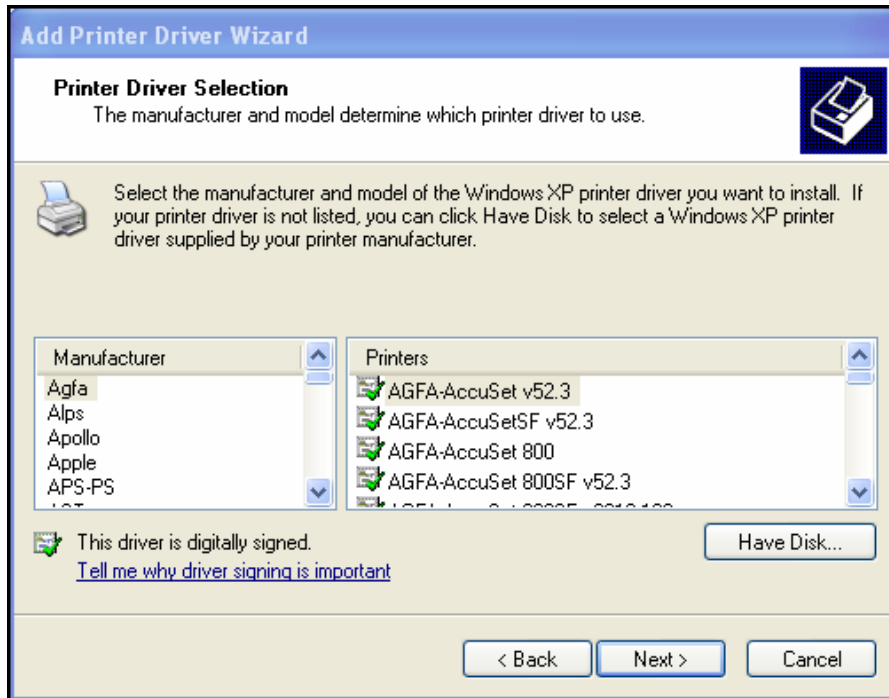 Add Printer Driver Wizard
Printer Driver Selection
The manufacturer and model determine which printer driver to use.
Select the manufacturer and model of the Windows XP printer driver you want to install. If
your printer driver is not listed, you can click Have Disk to select a Windows XP printer
driver supplied by your printer manufacturer.
Manufacturer
Agfa
Alps
Apollo
Apple
APS-PS
Printers
AGFA-AccuSet v52.3
AGFA-AccuSetSF v52.3
AGFA-AccuSet 800
AGFA-AccuSet 800SF v52.3
This driver is digitally signed.
Tell me why driver signing is important
Have Disk...
< Back
Next >
Cancel